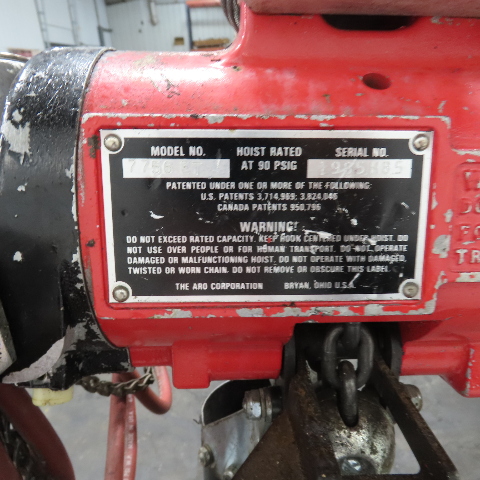 MODEL NO. HOIST RATED SERIAL NO.
AT 90 PSIG
PATENTED UNDER ONE OR MORE OF THE FOLLOWING:
U.S. PATENTS 3,714,969; 3,824,846
CANADA PATENTS 950,796
WARNING!
DO NOT EXCEED RATED CAPACITY. KEEP HOOK CENTERED UNDER HOIST. DO
NOT USE OVER PEOPLE OR FOR HUMAN TRANSPORT. DO NOT OPERATE
DAMAGED OR MALFUNCTIONING HOIST. DO NOT OPERATE WITH DAMAGED,
TWISTED OR WORN CHAIN. DO NOT REMOVE OR OBSCURE THIS LABEL.
THE ARO CORPORATION BRYAN, OHIO U.S.A.